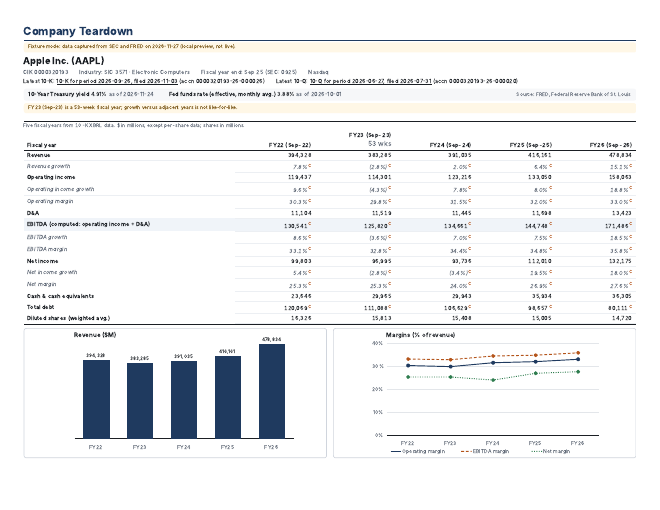 Company Teardown
Fixture mode: data captured from SEC and FRED on 2026-11-27 (local preview, not live)
Apple Inc. (AAPL)
CIK 0000320193 Industry: SIC 3571 · Electronic Computers Fiscal year end: Sep 25 (SEC: 0925) Nasdaq
Latest 10-K: 10-K for period 2026-09-26, filed 2026-11-03
Latest 10-Q: 10-Q for period 2026-06-27, filed 2026-07-31
10-Year Treasury yield 4.91% as of 2026-11-24 Fed funds rate (effective, monthly avg.) 3.88% as of 2026-10-01 Source: FRED, Federal Reserve Bank of St. Louis
FY23 (Sep-23) is a 53-week fiscal year; growth versus adjacent years is not like-for-like.
Five fiscal years from 10-K XBRL data. $ in millions, except per-share data; shares in millions.
Fiscal year FY22 (Sep-22) FY23 (Sep-23) 53 wks FY24 (Sep-24) FY25 (Sep-25) FY26 (Sep-26)
Revenue 394,328 383,285 391,035 416,161 478,834
Revenue growth 7.8% C (2.8%) C 2.0% C 6.4% C 15.1% C
Operating income 119,437 114,301 123,216 133,050 158,063
Operating income growth 9.6% C (4.3%) C 7.8% C 8.0% C 18.8% C
Operating margin 30.3% C 29.8% C 31.5% C 32.0% C 33.0% C
D&A 11,104 11,519 11,445 11,698 13,423
EBITDA (computed: operating income + D&A) 130,541 C 125,820 C 134,661 C 144,748 C 171,486 C
EBITDA growth 8.6% C (3.6%) C 7.0% C 7.5% C 18.5% C
EBITDA margin 33.1% C 32.8% C 34.4% C 34.8% C 35.8% C
Net income 99,803 96,995 93,736 112,010 132,175
Net income growth 5.4% C (2.8%) C (3.4%) C 19.5% C 18.0% C
Net margin 25.3% C 25.3% C 24.0% C 26.9% C 27.6% C
Cash & cash equivalents 23,646 29,965 29,943 35,934 36,305
Total debt 120,069 C 111,088 C 106,629 C 98,657 C 80,111 C
Diluted shares (weighted avg.) 16,326 15,813 15,408 15,005 14,720
Revenue ($M)
394,328 383,285 391,035 416,161 478,834
FY22 FY23 FY24 FY25 FY26
Margins (% of revenue)
40%
30%
20%
10%
0%
FY22 FY23 FY24 FY25 FY26
Operating margin EBITDA margin Net margin